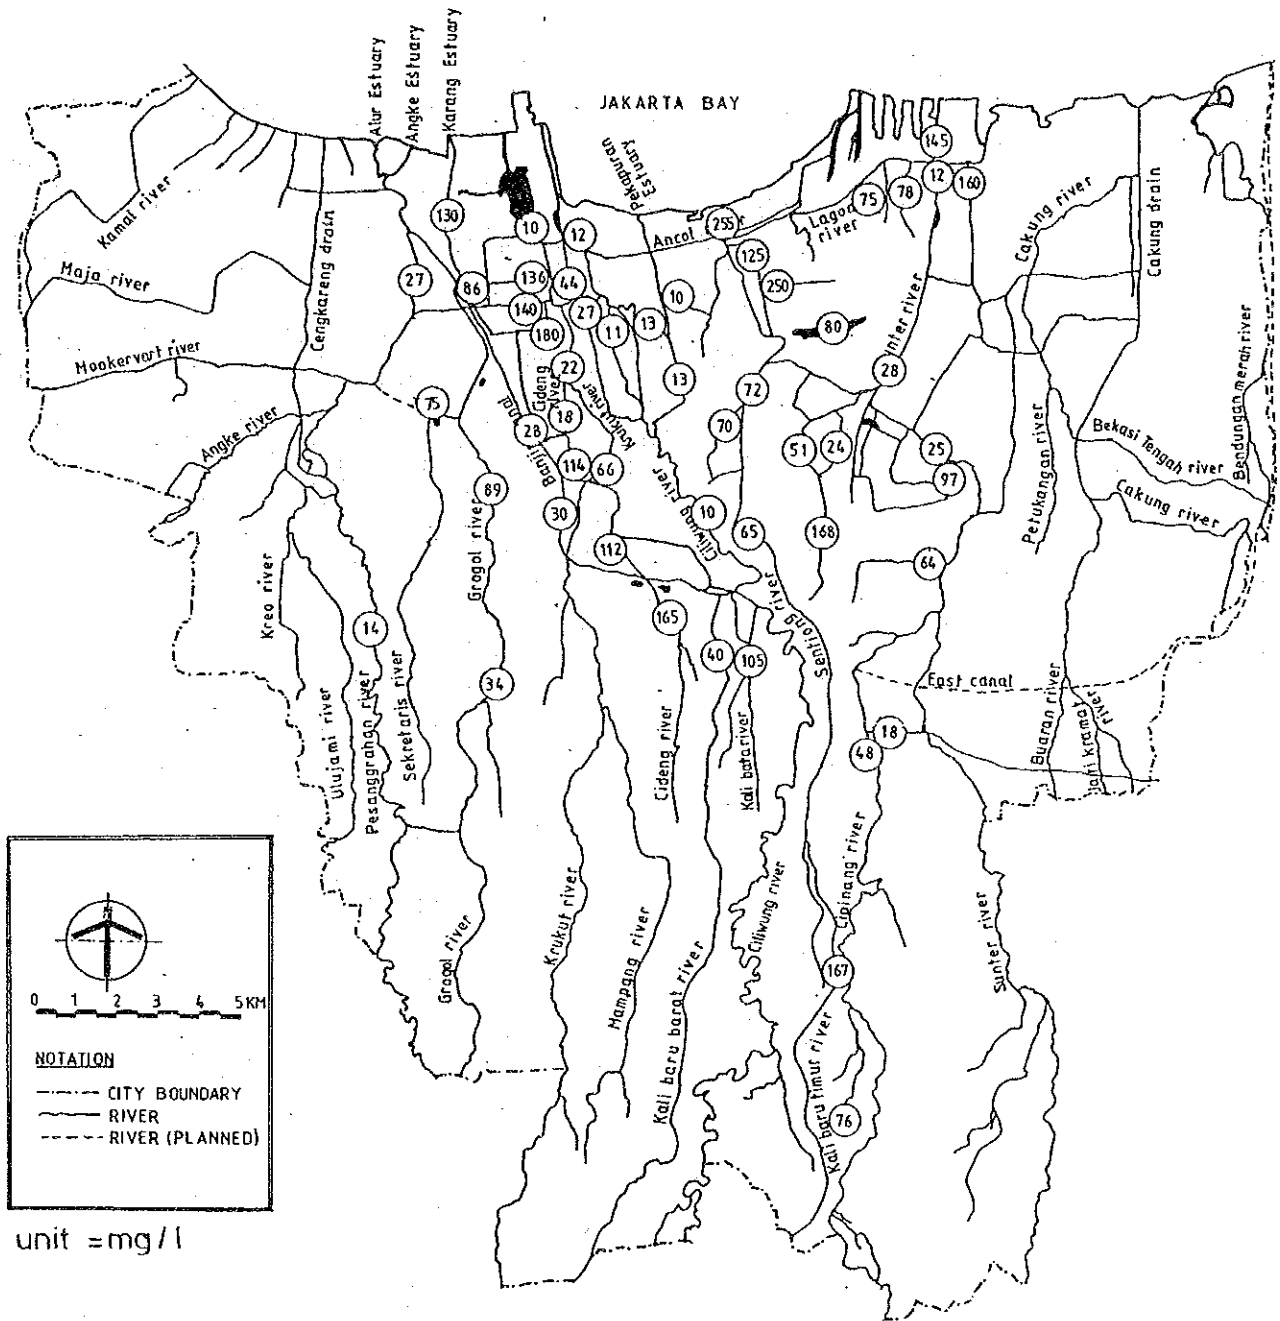 JAKARTA BAY
Alur Estuary
Angke Estuary
Karang Estuary
Pekapuran
Estuary
Kamal river
Maja river
Mookervart river
Angke river
Cengkareng drain
Ancol
Lagoa
river
Cakung river
Cakung drain
Bendungan merah river
Bekasi Tengah river
Cakung river
Petukangan river
Cideng
river
Krukut river
Banjir
Ciliwung river
Sentiong river
Grogol river
Krea river
Ulujami river
Pesanggrahan river
Sekretaris river
Cideng river
Kali bata river
East canal
Buaran river
Jati Kramat
river
Cipinang river
Ciliwung river
Sunter river
Grogol river
Krukut river
Mampang river
Kali baru barat river
Kali baru timur river
145
12
160
75
78
130
10
12
255
125
250
27
86
136
44
140
27
180
11
13
10
80
22
13
28
72
75
18
28
70
51
24
25
114
66
97
89
30
10
65
168
112
64
14
165
40
105
34
18
48
167
76
N
0 1 2 3 4 5 KM
NOTATION
CITY BOUNDARY
RIVER
RIVER (PLANNED)
unit = mg/l